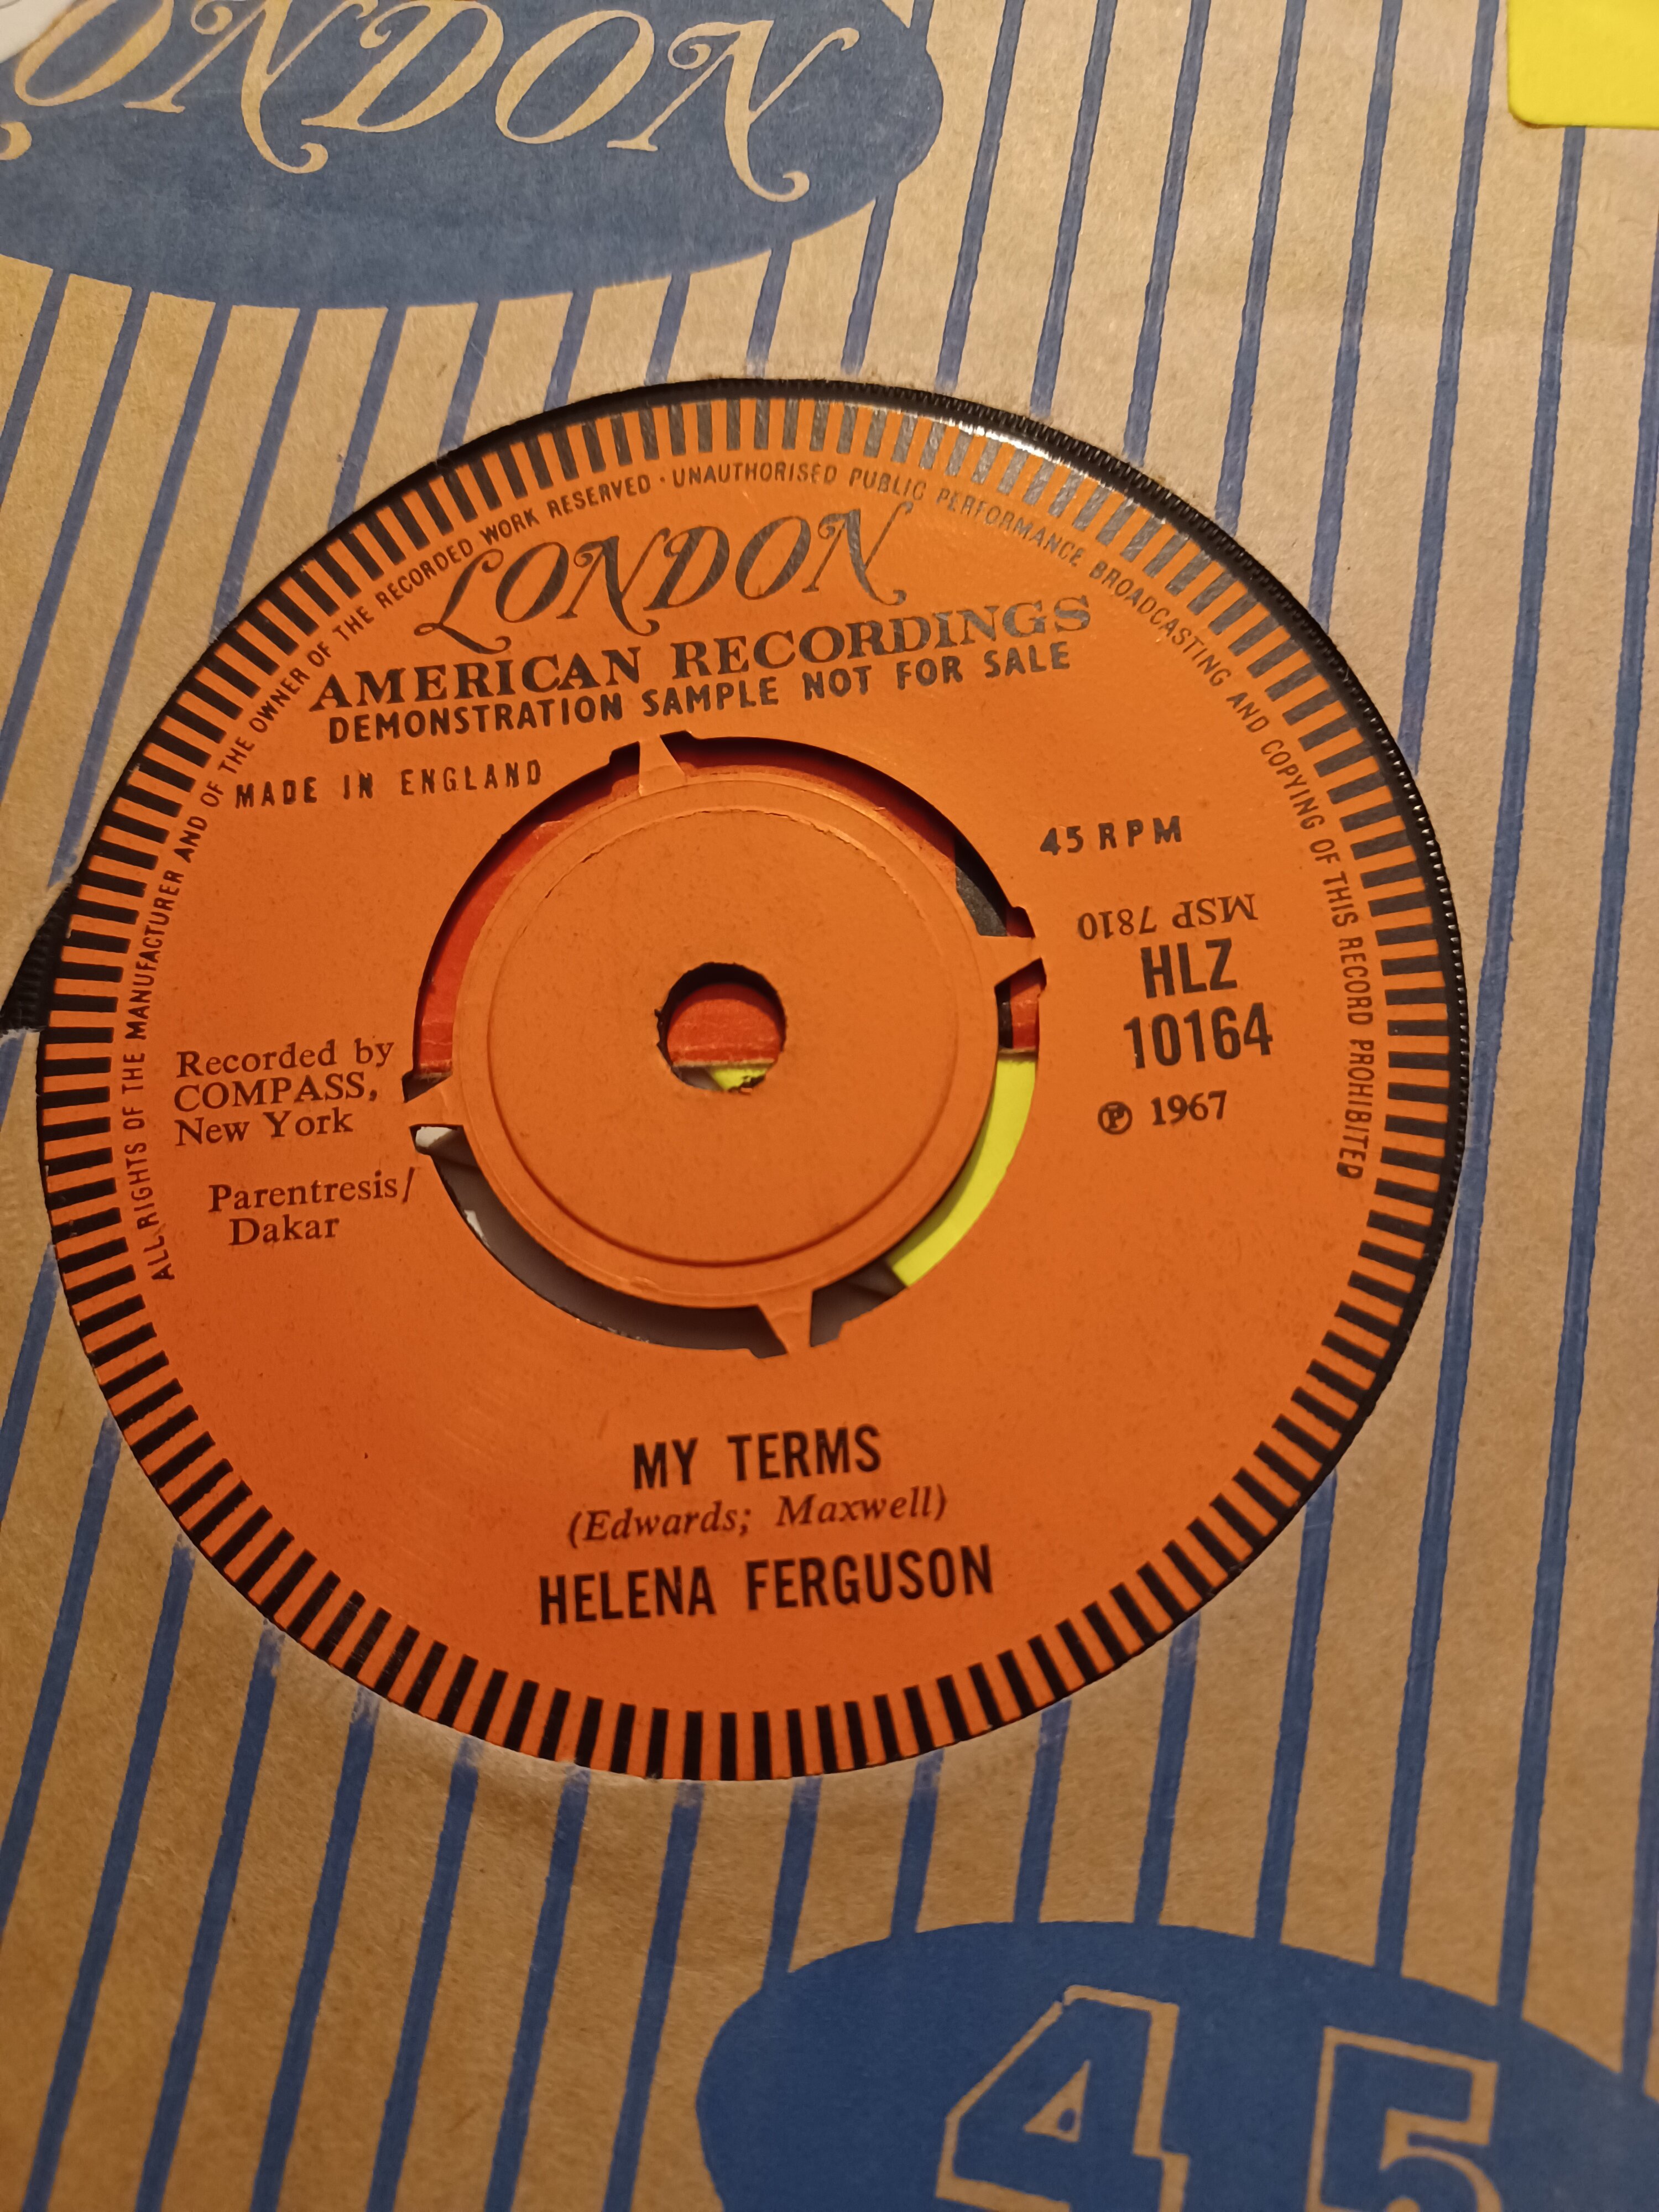 LONDON
ALL RIGHTS OF THE MANUFACTURER AND OF THE OWNER OF THE RECORDED WORK RESERVED · UNAUTHORISED PUBLIC PERFORMANCE BROADCASTING AND COPYING OF THIS RECORD PROHIBITED
LONDON
AMERICAN RECORDINGS
DEMONSTRATION SAMPLE NOT FOR SALE
MADE IN ENGLAND
45 RPM
MSP 7810
HLZ
10164
Ⓟ 1967
Recorded by
COMPASS,
New York
Parentresis/
Dakar
MY TERMS
(Edwards; Maxwell)
HELENA FERGUSON
45